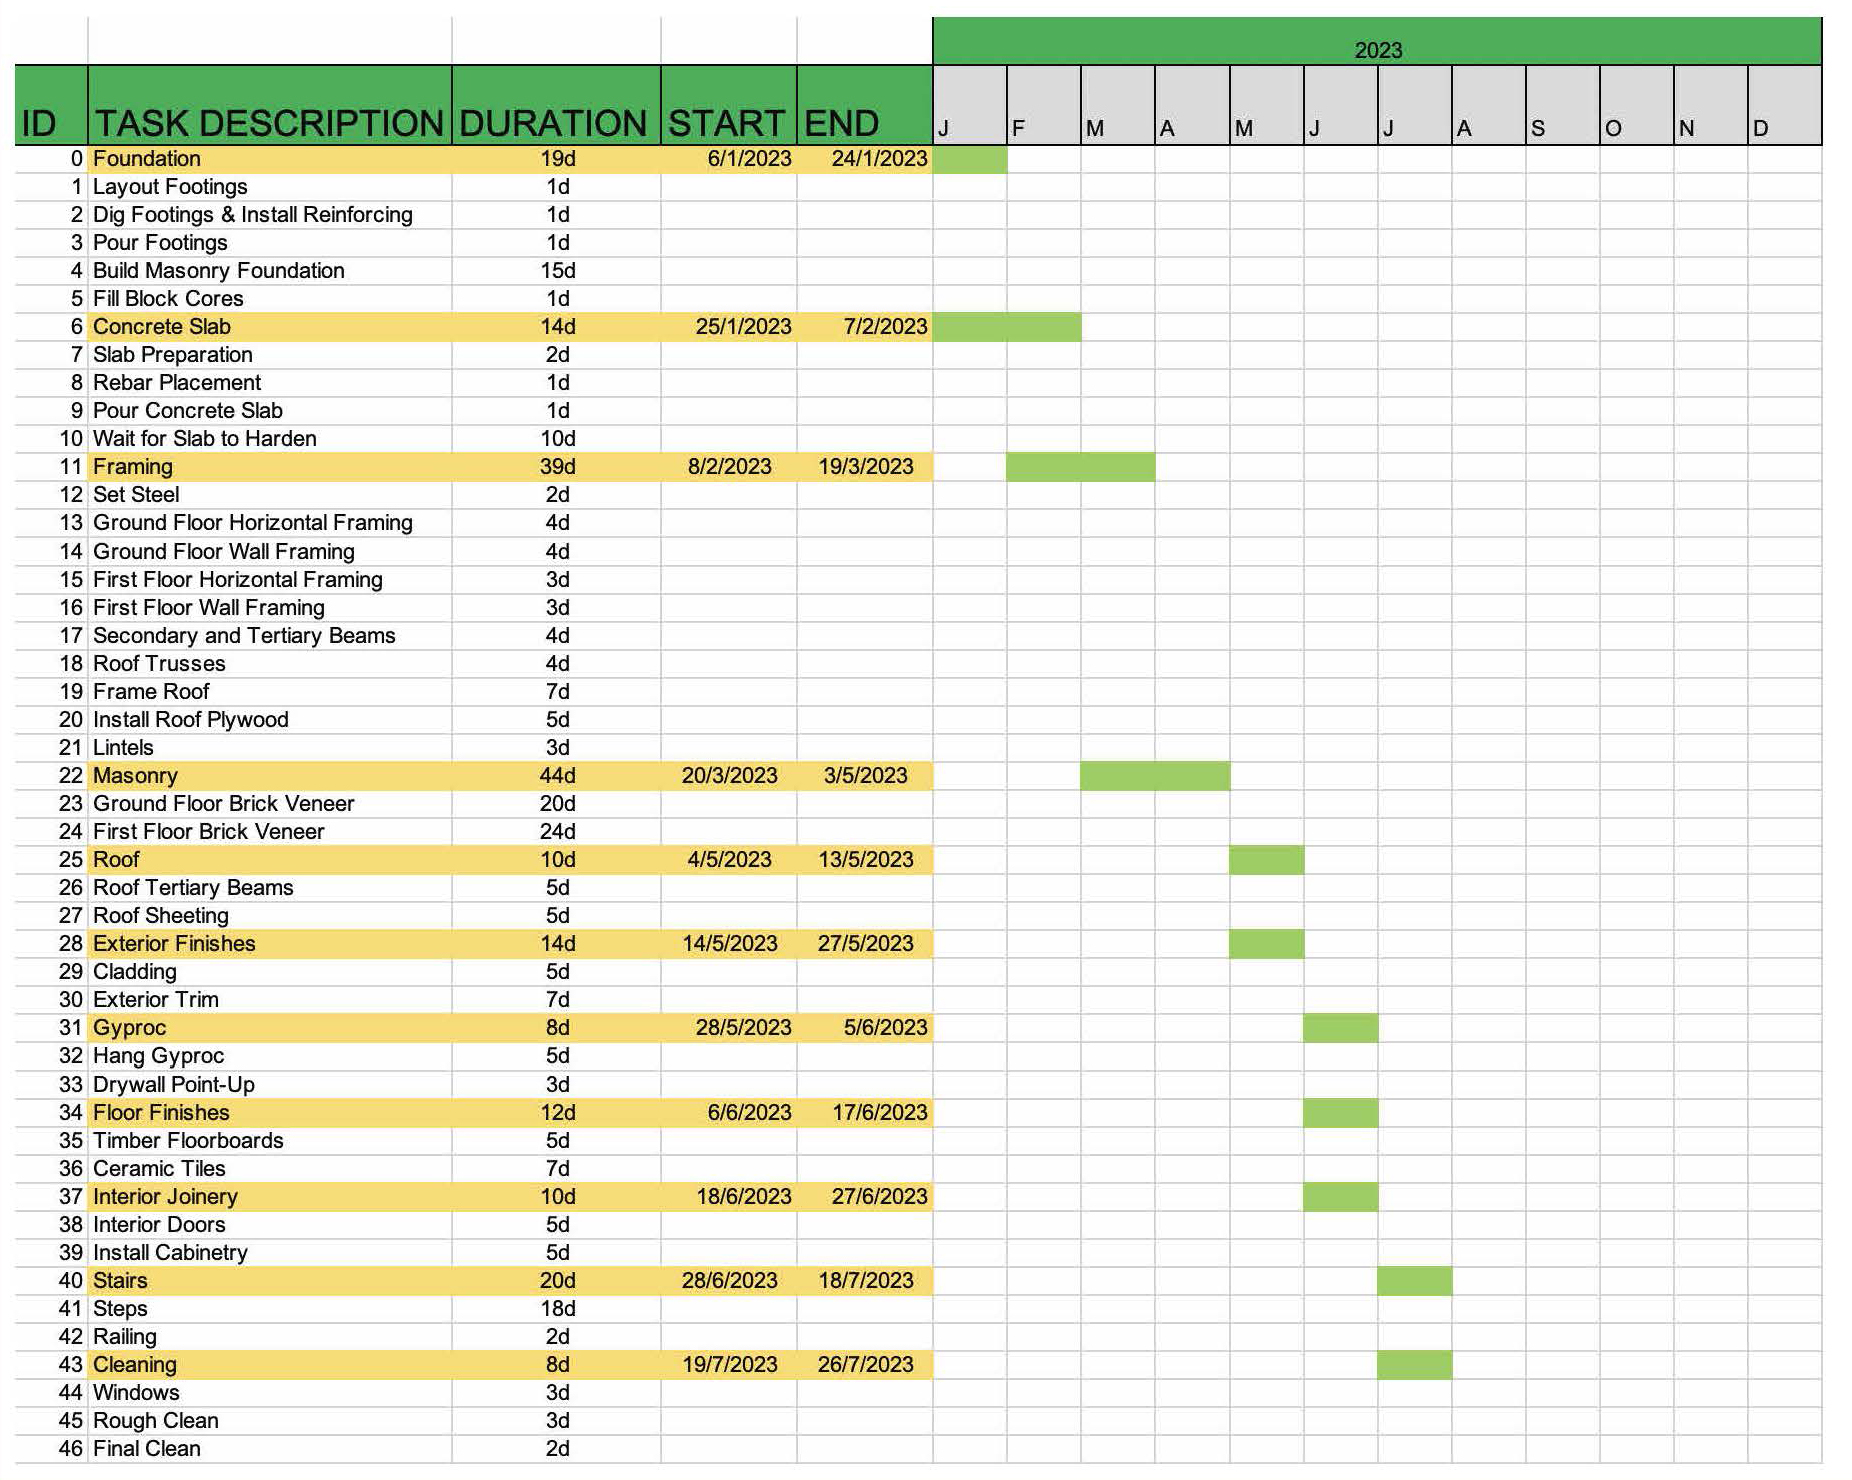 2023
ID TASK DESCRIPTION DURATION START END J F M A M J J A S O N D
0 Foundation 19d 6/1/2023 24/1/2023
1 Layout Footings 1d
2 Dig Footings & Install Reinforcing 1d
3 Pour Footings 1d
4 Build Masonry Foundation 15d
5 Fill Block Cores 1d
6 Concrete Slab 14d 25/1/2023 7/2/2023
7 Slab Preparation 2d
8 Rebar Placement 1d
9 Pour Concrete Slab 1d
10 Wait for Slab to Harden 10d
11 Framing 39d 8/2/2023 19/3/2023
12 Set Steel 2d
13 Ground Floor Horizontal Framing 4d
14 Ground Floor Wall Framing 4d
15 First Floor Horizontal Framing 3d
16 First Floor Wall Framing 3d
17 Secondary and Tertiary Beams 4d
18 Roof Trusses 4d
19 Frame Roof 7d
20 Install Roof Plywood 5d
21 Lintels 3d
22 Masonry 44d 20/3/2023 3/5/2023
23 Ground Floor Brick Veneer 20d
24 First Floor Brick Veneer 24d
25 Roof 10d 4/5/2023 13/5/2023
26 Roof Tertiary Beams 5d
27 Roof Sheeting 5d
28 Exterior Finishes 14d 14/5/2023 27/5/2023
29 Cladding 5d
30 Exterior Trim 7d
31 Gyproc 8d 28/5/2023 5/6/2023
32 Hang Gyproc 5d
33 Drywall Point-Up 3d
34 Floor Finishes 12d 6/6/2023 17/6/2023
35 Timber Floorboards 5d
36 Ceramic Tiles 7d
37 Interior Joinery 10d 18/6/2023 27/6/2023
38 Interior Doors 5d
39 Install Cabinetry 5d
40 Stairs 20d 28/6/2023 18/7/2023
41 Steps 18d
42 Railing 2d
43 Cleaning 8d 19/7/2023 26/7/2023
44 Windows 3d
45 Rough Clean 3d
46 Final Clean 2d